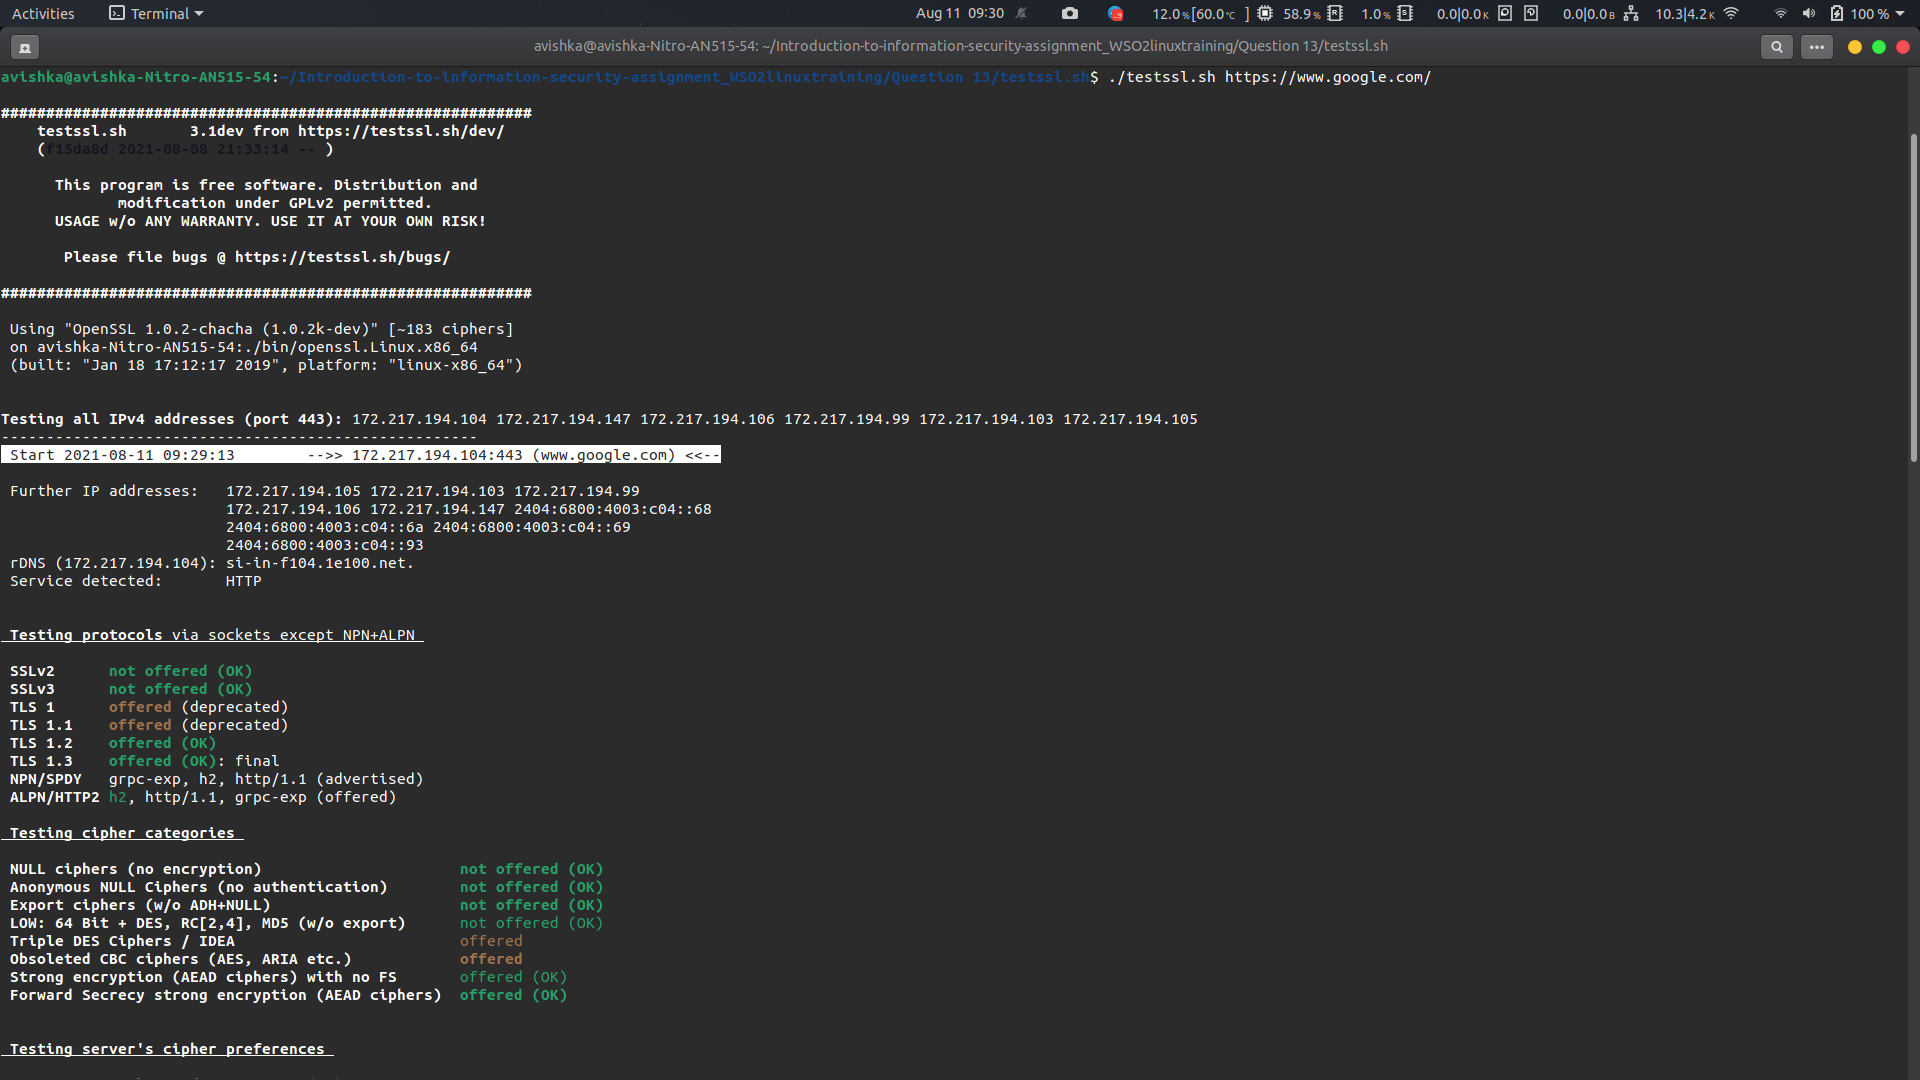 Activities Terminal Aug 11 09:30 12.0%[60.0°C ] 58.9% 1.0% 0.0|0.0K 0.0|0.0B 10.3|4.2K 100 %
avishka@avishka-Nitro-AN515-54: ~/Introduction-to-information-security-assignment_WSO2linuxtraining/Question 13/testssl.sh
avishka@avishka-Nitro-AN515-54:~/Introduction-to-information-security-assignment_WSO2linuxtraining/Question 13/testssl.sh$ ./testssl.sh https://www.google.com/
###########################################################
testssl.sh 3.1dev from https://testssl.sh/dev/
(f15da8d 2021-08-08 21:33:14 -- )
This program is free software. Distribution and
modification under GPLv2 permitted.
USAGE w/o ANY WARRANTY. USE IT AT YOUR OWN RISK!
Please file bugs @ https://testssl.sh/bugs/
###########################################################
Using "OpenSSL 1.0.2-chacha (1.0.2k-dev)" [~183 ciphers]
on avishka-Nitro-AN515-54:./bin/openssl.Linux.x86_64
(built: "Jan 18 17:12:17 2019", platform: "linux-x86_64")
Testing all IPv4 addresses (port 443): 172.217.194.104 172.217.194.147 172.217.194.106 172.217.194.99 172.217.194.103 172.217.194.105
-----------------------------------------------------
Start 2021-08-11 09:29:13 -->> 172.217.194.104:443 (www.google.com) <<--
Further IP addresses: 172.217.194.105 172.217.194.103 172.217.194.99
172.217.194.106 172.217.194.147 2404:6800:4003:c04::68
2404:6800:4003:c04::6a 2404:6800:4003:c04::69
2404:6800:4003:c04::93
rDNS (172.217.194.104): si-in-f104.1e100.net.
Service detected: HTTP
Testing protocols via sockets except NPN+ALPN
SSLv2 not offered (OK)
SSLv3 not offered (OK)
TLS 1 offered (deprecated)
TLS 1.1 offered (deprecated)
TLS 1.2 offered (OK)
TLS 1.3 offered (OK): final
NPN/SPDY grpc-exp, h2, http/1.1 (advertised)
ALPN/HTTP2 h2, http/1.1, grpc-exp (offered)
Testing cipher categories
NULL ciphers (no encryption) not offered (OK)
Anonymous NULL Ciphers (no authentication) not offered (OK)
Export ciphers (w/o ADH+NULL) not offered (OK)
LOW: 64 Bit + DES, RC[2,4], MD5 (w/o export) not offered (OK)
Triple DES Ciphers / IDEA offered
Obsoleted CBC ciphers (AES, ARIA etc.) offered
Strong encryption (AEAD ciphers) with no FS offered (OK)
Forward Secrecy strong encryption (AEAD ciphers) offered (OK)
Testing server's cipher preferences